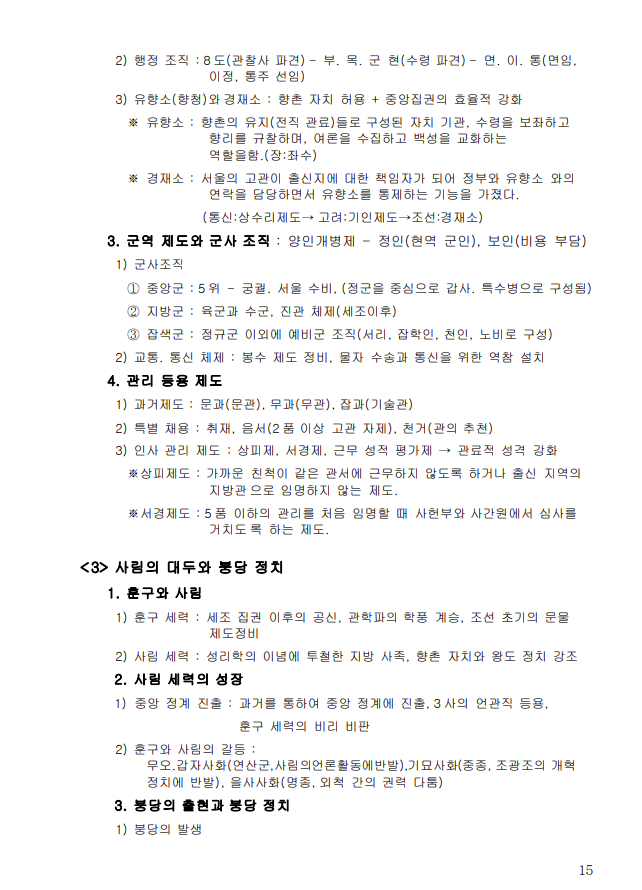 2) 행정 조직 : 8도(관찰사 파견) - 부. 목. 군 현(수령 파견) - 면. 이. 통(면임,
이정, 통주 선임)
3) 유향소(향청)와 경재소 : 향촌 자치 허용 + 중앙집권의 효율적 강화
※ 유향소 : 향촌의 유지(전직 관료)들로 구성된 자치 기관, 수령을 보좌하고
향리를 규찰하며, 여론을 수집하고 백성을 교화하는
역할을함.(장:좌수)
※ 경재소 : 서울의 고관이 출신지에 대한 책임자가 되어 정부와 유향소 와의
연락을 담당하면서 유향소를 통제하는 기능을 가졌다.
(통신:상수리제도→ 고려:기인제도→조선:경재소)
3. 군역 제도와 군사 조직 : 양인개병제 - 정인(현역 군인), 보인(비용 부담)
1) 군사조직
① 중앙군 : 5위 - 궁궐. 서울 수비, (정군을 중심으로 갑사. 특수병으로 구성됨)
② 지방군 : 육군과 수군, 진관 체제(세조이후)
③ 잡색군 : 정규군 이외에 예비군 조직(서리, 잡학인, 천인, 노비로 구성)
2) 교통. 통신 체제 : 봉수 제도 정비, 물자 수송과 통신을 위한 역참 설치
4. 관리 등용 제도
1) 과거제도 : 문과(문관), 무과(무관), 잡과(기술관)
2) 특별 채용 : 취재, 음서(2품 이상 고관 자제), 천거(관의 추천)
3) 인사 관리 제도 : 상피제, 서경제, 근무 성적 평가제 → 관료적 성격 강화
※상피제도 : 가까운 친척이 같은 관서에 근무하지 않도록 하거나 출신 지역의
지방관으로 임명하지 않는 제도.
※서경제도 : 5품 이하의 관리를 처음 임명할 때 사헌부와 사간원에서 심사를
거치도록 하는 제도.
<3> 사림의 대두와 붕당 정치
1. 훈구와 사림
1) 훈구 세력 : 세조 집권 이후의 공신, 관학파의 학풍 계승, 조선 초기의 문물
제도정비
2) 사림 세력 : 성리학의 이념에 투철한 지방 사족, 향촌 자치와 왕도 정치 강조
2. 사림 세력의 성장
1) 중앙 정계 진출 : 과거를 통하여 중앙 정계에 진출, 3사의 언관직 등용,
훈구 세력의 비리 비판
2) 훈구와 사림의 갈등 :
무오.갑자사화(연산군,사림의언론활동에반발),기묘사화(중종, 조광조의 개혁
정치에 반발), 을사사화(명종, 외척 간의 권력 다툼)
3. 붕당의 출현과 붕당 정치
1) 붕당의 발생
15